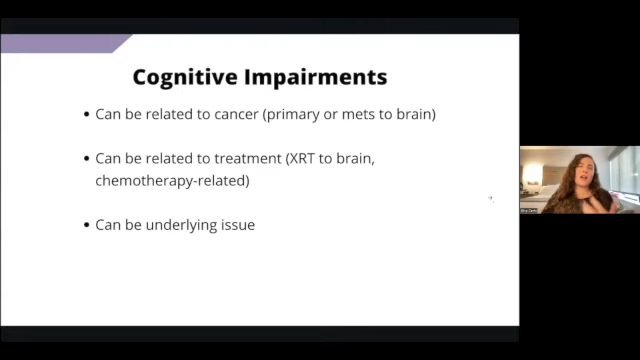 Cognitive Impairments
• Can be related to cancer (primary or mets to brain)
• Can be related to treatment (XRT to brain,
chemotherapy-related)
• Can be underlying issue